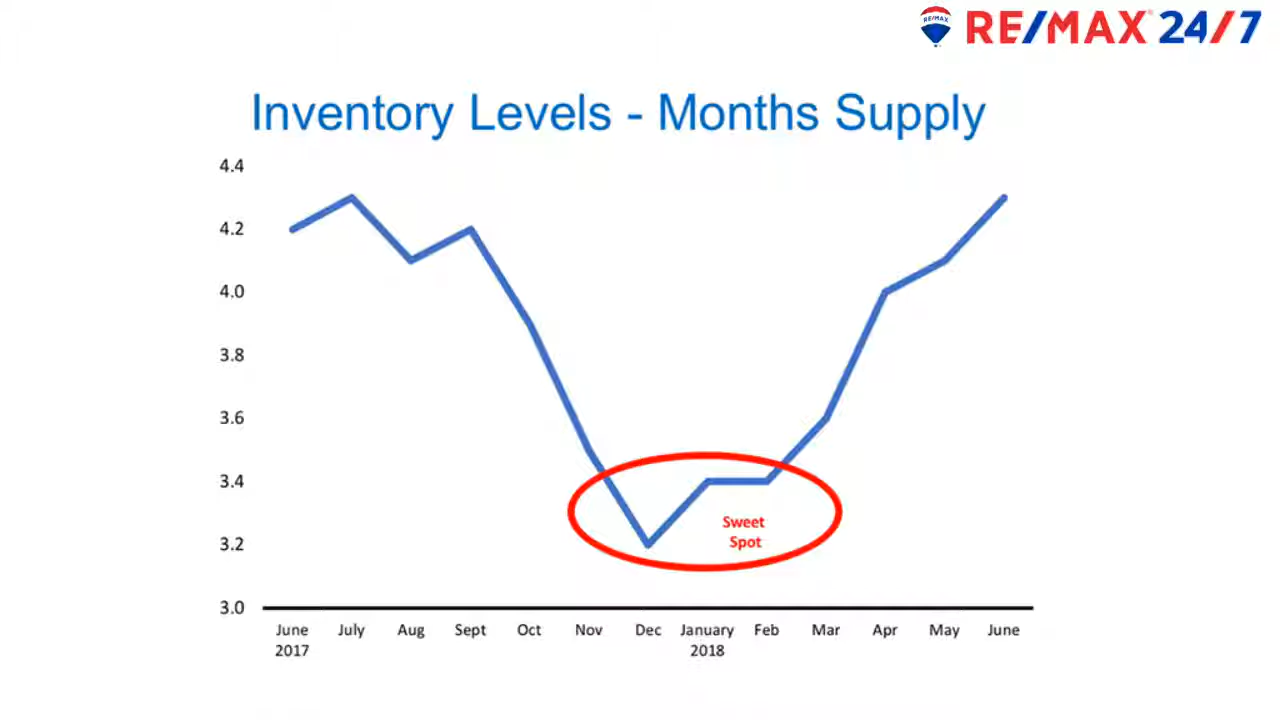 RE/MAX 24/7
Inventory Levels - Months Supply
4.4
4.2
4.0
3.8
3.6
3.4
3.2
3.0
Sweet
Spot
June July Aug Sept Oct Nov Dec January Feb Mar Apr May June
2017 2018